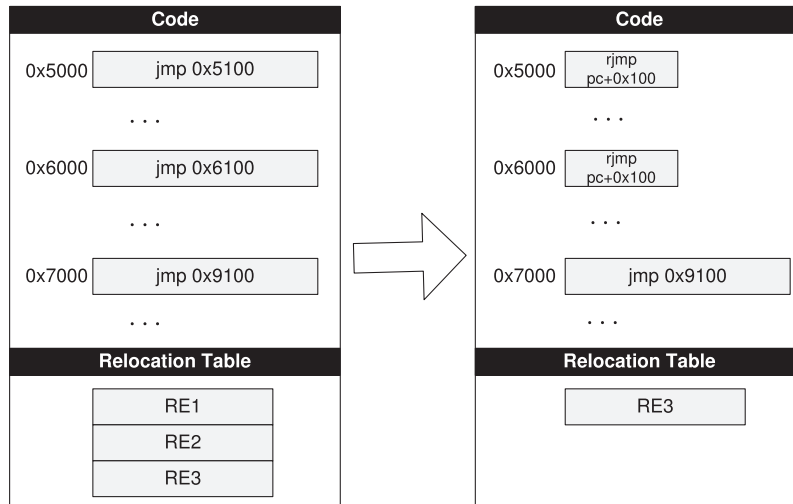 Code
0x5000 jmp 0x5100
. . .
0x6000 jmp 0x6100
. . .
0x7000 jmp 0x9100
. . .
Relocation Table
RE1
RE2
RE3
Code
0x5000 rjmp
pc+0x100
. . .
0x6000 rjmp
pc+0x100
. . .
0x7000 jmp 0x9100
. . .
Relocation Table
RE3